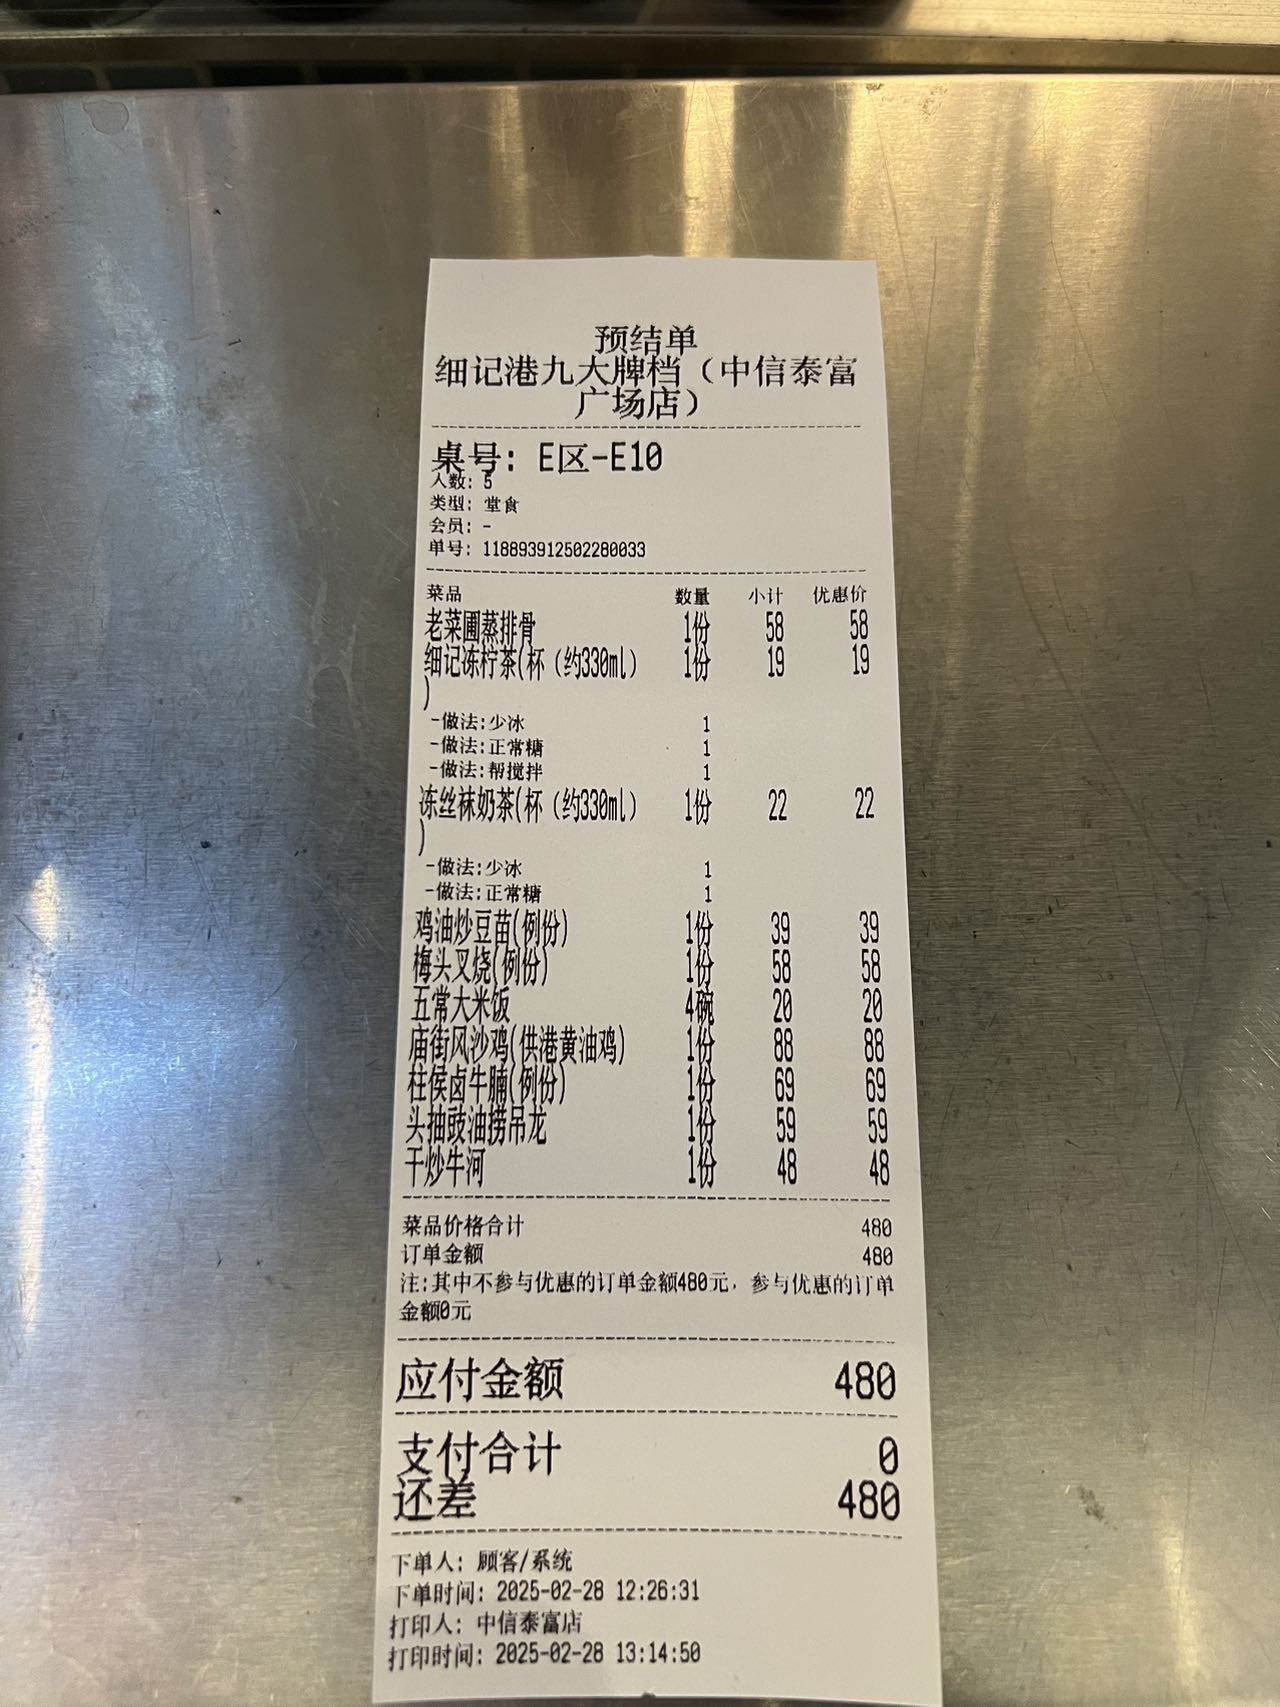 预结单
细记港九大牌档（中信泰富
广场店）
桌号: E区-E10
人数: 5
类型: 堂食
会员: -
单号: 118893912502280033
菜品 数量 小计 优惠价
老菜圃蒸排骨 1份 58 58
细记冻柠茶(杯（约330ml） 1份 19 19
)
-做法:少冰 1
-做法:正常糖 1
-做法:帮搅拌 1
冻丝袜奶茶(杯（约330ml） 1份 22 22
)
-做法:少冰 1
-做法:正常糖 1
鸡油炒豆苗(例份) 1份 39 39
梅头叉烧(例份) 1份 58 58
五常大米饭 4碗 20 20
庙街风沙鸡(供港黄油鸡) 1份 88 88
柱侯卤牛腩(例份) 1份 69 69
头抽豉油捞吊龙 1份 59 59
干炒牛河 1份 48 48
菜品价格合计 480
订单金额 480
注:其中不参与优惠的订单金额480元，参与优惠的订单
金额0元
应付金额 480
支付合计 0
还差 480
下单人: 顾客/系统
下单时间: 2025-02-28 12:26:31
打印人: 中信泰富店
打印时间: 2025-02-28 13:14:50